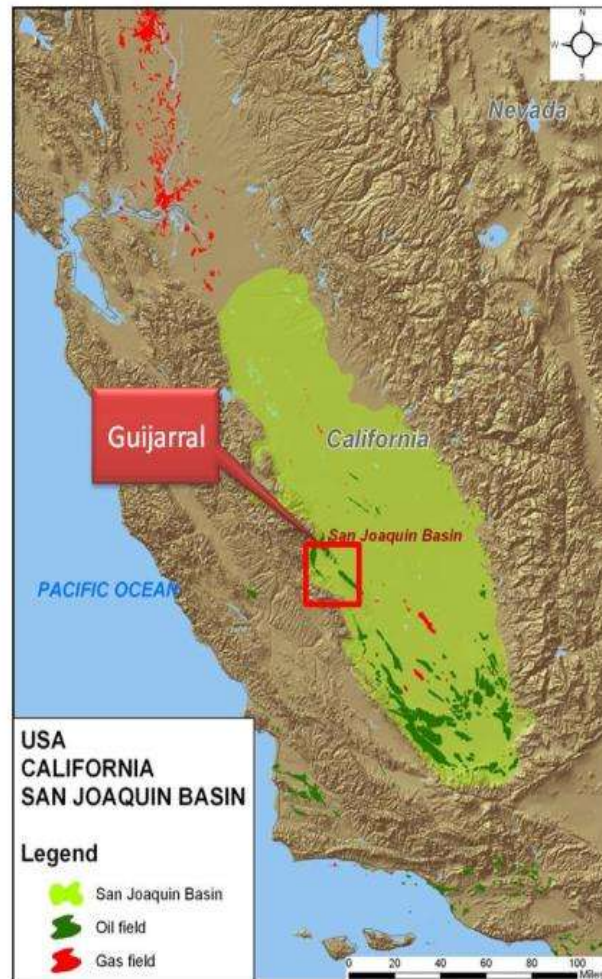 N
W
E
S
Nevada
Guijarral
California
San Joaquin Basin
PACIFIC OCEAN
USA
CALIFORNIA
SAN JOAQUIN BASIN
Legend
San Joaquin Basin
Oil field
Gas field
0 20 40 60 80 100
Miles